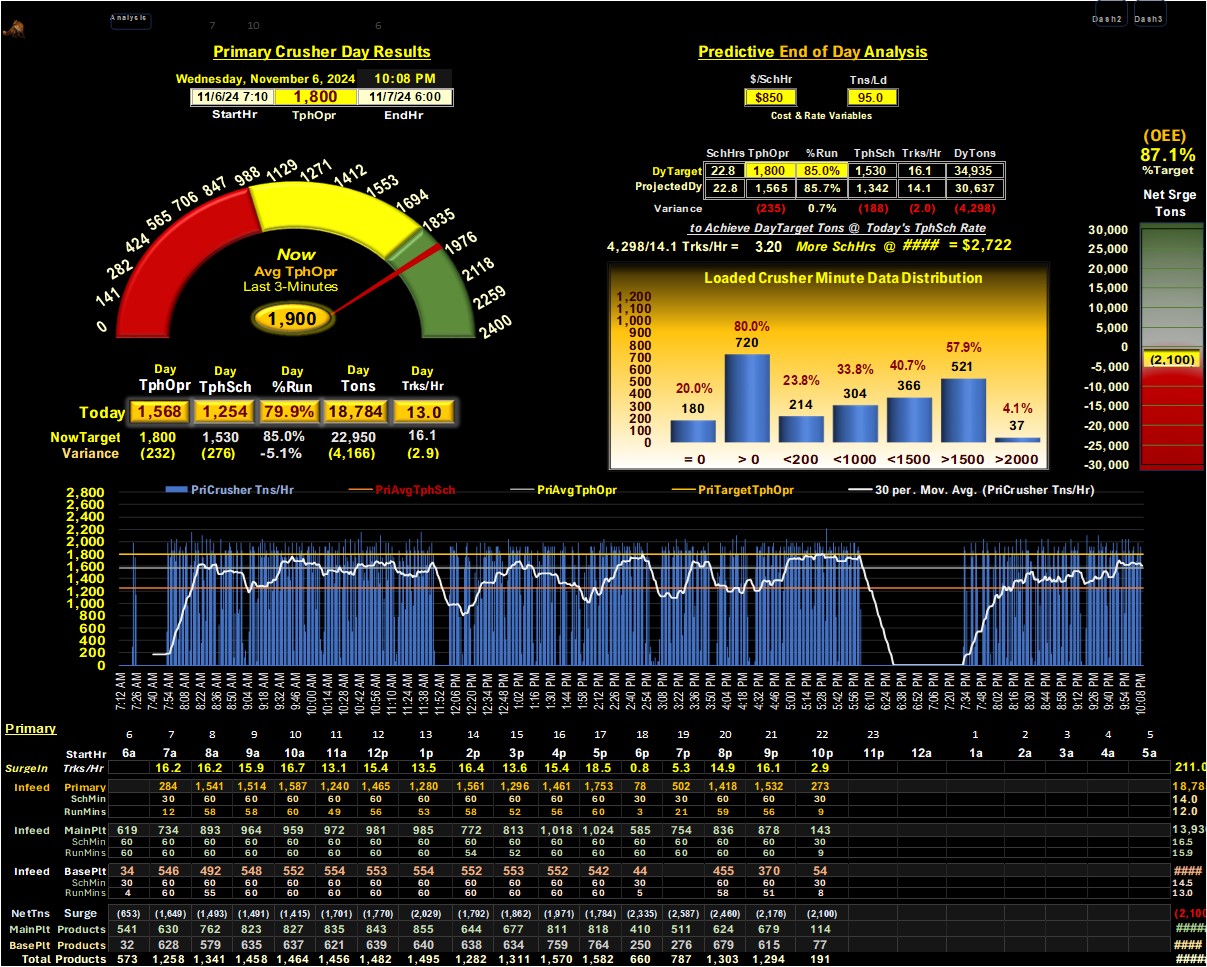 Analysis 7 10 6 Dash2 Dash3
Primary Crusher Day Results
Wednesday, November 6, 2024 10:08 PM
11/6/24 7:10 1,800 11/7/24 6:00
StartHr TphOpr EndHr
0 141 282 424 565 706 847 988 1129 1271 1412 1553 1694 1835 1976 2118 2259 2400
Now
Avg TphOpr
Last 3-Minutes
1,900
Day Day Day Day Day
TphOpr TphSch %Run Tons Trks/Hr
Today 1,568 1,254 79.9% 18,784 13.0
NowTarget 1,800 1,530 85.0% 22,950 16.1
Variance (232) (276) -5.1% (4,166) (2.9)
Predictive End of Day Analysis
$/SchHr Tns/Ld
$850 95.0
Cost & Rate Variables
SchHrs TphOpr %Run TphSch Trks/Hr DyTons
DyTarget 22.8 1,800 85.0% 1,530 16.1 34,935
ProjectedDy 22.8 1,565 85.7% 1,342 14.1 30,637
Variance (235) 0.7% (188) (2.0) (4,298)
to Achieve DayTarget Tons @ Today's TphSch Rate
4,298/14.1 Trks/Hr = 3.20 More SchHrs @ #### = $2,722
Loaded Crusher Minute Data Distribution
1,200
1,100
1,000
900
800
700
600
500
400
300
200
100
0
20.0% 80.0% 23.8% 33.8% 40.7% 57.9% 4.1%
180 720 214 304 366 521 37
= 0 > 0 <200 <1000 <1500 >1500 >2000
(OEE)
87.1%
%Target
Net Srge
Tons
30,000
25,000
20,000
15,000
10,000
5,000
0
(2,100)
-5,000
-10,000
-15,000
-20,000
-25,000
-30,000
PriCrusher Tns/Hr PriAvgTphSch PriAvgTphOpr PriTargetTphOpr 30 per. Mov. Avg. (PriCrusher Tns/Hr)
2,800
2,600
2,400
2,200
2,000
1,800
1,600
1,400
1,200
1,000
800
600
400
200
0
7:12 AM 7:26 AM 7:40 AM 7:54 AM 8:08 AM 8:22 AM 8:36 AM 8:50 AM 9:04 AM 9:18 AM 9:32 AM 9:46 AM 10:00 AM 10:14 AM 10:28 AM 10:42 AM 10:56 AM 11:10 AM 11:24 AM 11:38 AM 11:52 AM 12:06 PM 12:20 PM 12:34 PM 12:48 PM 1:02 PM 1:16 PM 1:30 PM 1:44 PM 1:58 PM 2:12 PM 2:26 PM 2:40 PM 2:54 PM 3:08 PM 3:22 PM 3:36 PM 3:50 PM 4:04 PM 4:18 PM 4:32 PM 4:46 PM 5:00 PM 5:14 PM 5:28 PM 5:42 PM 5:56 PM 6:10 PM 6:24 PM 6:38 PM 6:52 PM 7:06 PM 7:20 PM 7:34 PM 7:48 PM 8:02 PM 8:16 PM 8:30 PM 8:44 PM 8:58 PM 9:12 PM 9:26 PM 9:40 PM 9:54 PM 10:08 PM
Primary 6 7 8 9 10 11 12 13 14 15 16 17 18 19 20 21 22 23 1 2 3 4 5
StartHr 6a 7a 8a 9a 10a 11a 12p 1p 2p 3p 4p 5p 6p 7p 8p 9p 10p 11p 12a 1a 2a 3a 4a 5a
SurgeIn Trks/Hr 16.2 16.2 15.9 16.7 13.1 15.4 13.5 16.4 13.6 15.4 18.5 0.8 5.3 14.9 16.1 2.9 211.0
Infeed Primary 284 1,541 1,514 1,587 1,240 1,465 1,280 1,561 1,296 1,461 1,753 78 502 1,418 1,532 273 18,78
SchMin 30 60 60 60 60 60 60 60 60 60 60 30 30 60 60 30 14.0
RunMins 12 58 58 60 49 56 53 58 52 56 60 3 21 59 56 9 12.0
Infeed MainPlt 619 734 893 964 959 972 981 985 772 813 1,018 1,024 585 754 836 878 143 13,93
SchMin 60 60 60 60 60 60 60 60 60 60 60 60 60 60 60 60 30 16.5
RunMins 60 60 60 60 60 60 60 60 54 52 60 60 60 60 60 60 9 15.9
Infeed BasePlt 34 546 492 548 552 554 553 554 552 553 552 542 44 455 370 54 ####
SchMin 30 60 60 60 60 60 60 60 60 60 60 60 30 60 60 30 14.5
RunMins 4 60 55 60 60 60 60 60 60 60 60 60 5 58 51 8 13.0
NetTns Surge (653) (1,649) (1,493) (1,491) (1,415) (1,701) (1,770) (2,029) (1,792) (1,862) (1,971) (1,784) (2,335) (2,587) (2,460) (2,176) (2,100) (2,100
MainPlt Products 541 630 762 823 827 835 843 855 644 677 811 818 410 511 624 679 114 ####
BasePlt Products 32 628 579 635 637 621 639 640 638 634 759 764 250 276 679 615 77 ####
Total Products 573 1,258 1,341 1,458 1,464 1,456 1,482 1,495 1,282 1,311 1,570 1,582 660 787 1,303 1,294 191 ####